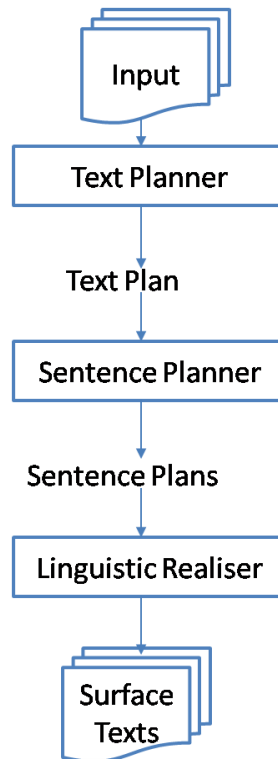 Input
Text Planner
Text Plan
Sentence Planner
Sentence Plans
Linguistic Realiser
Surface
Texts